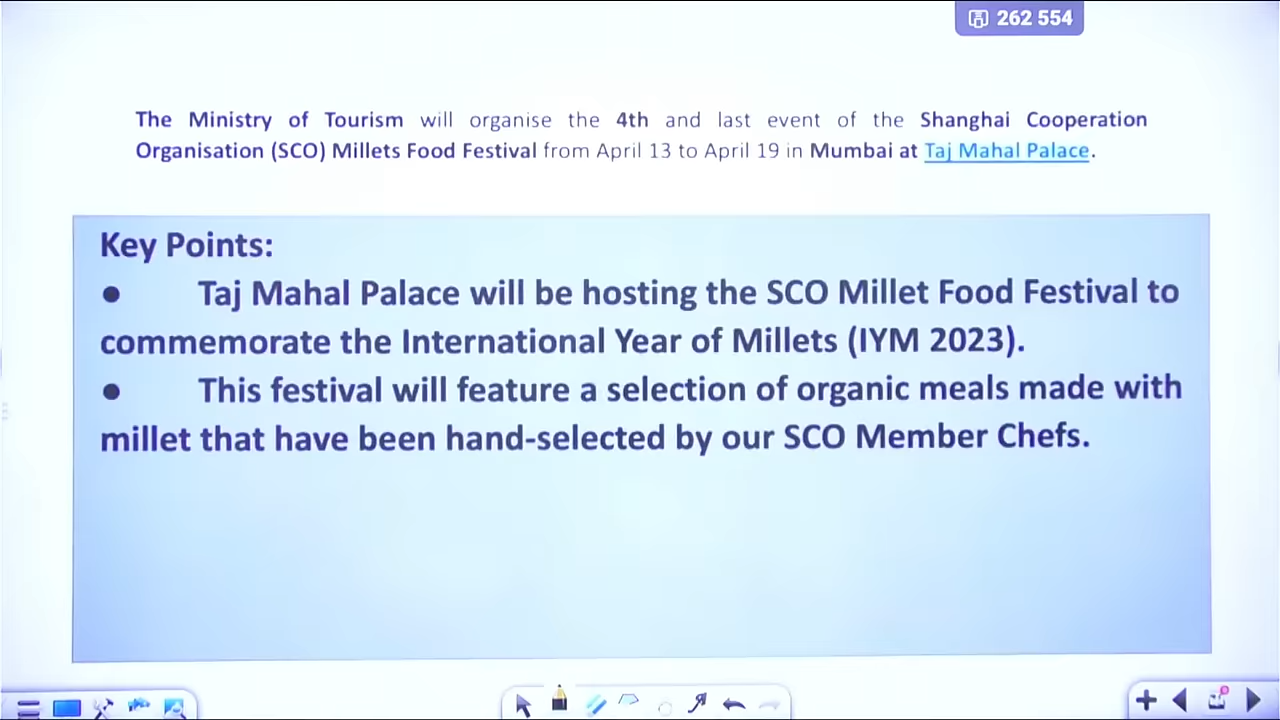 262 554
The Ministry of Tourism will organise the 4th and last event of the Shanghai Cooperation
Organisation (SCO) Millets Food Festival from April 13 to April 19 in Mumbai at Taj Mahal Palace.
Key Points:
● Taj Mahal Palace will be hosting the SCO Millet Food Festival to
commemorate the International Year of Millets (IYM 2023).
● This festival will feature a selection of organic meals made with
millet that have been hand-selected by our SCO Member Chefs.